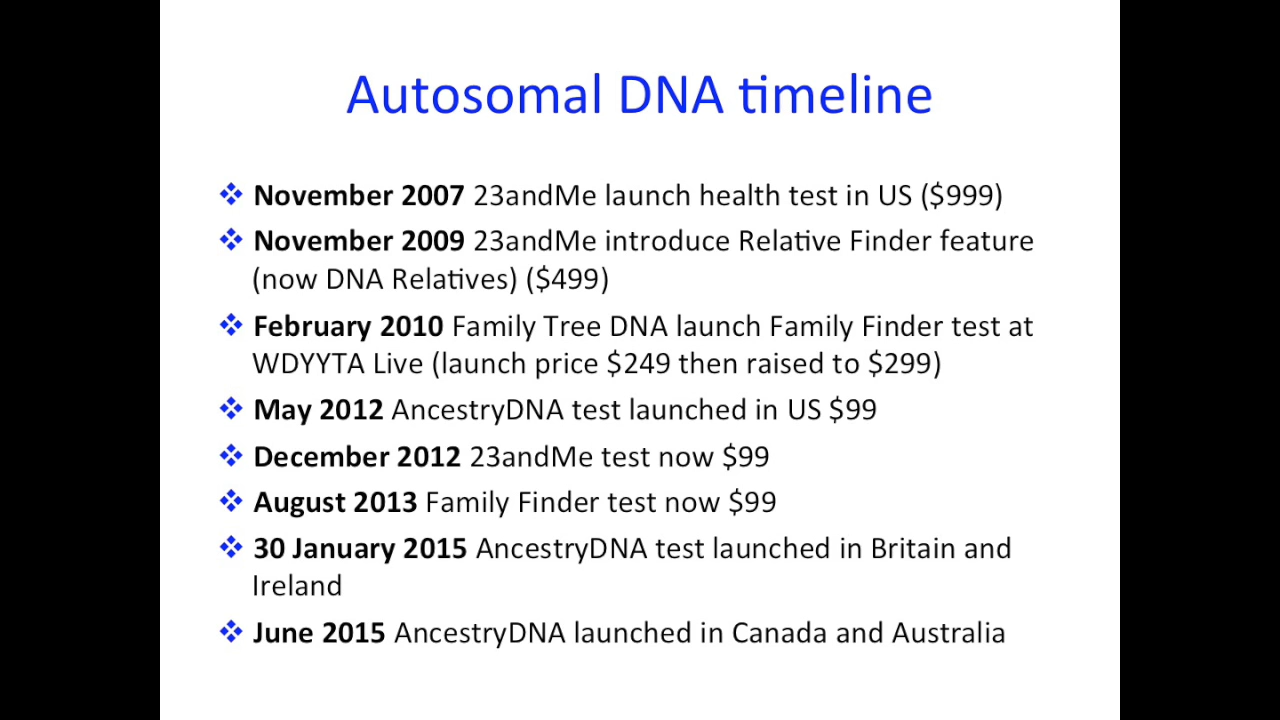 Autosomal DNA timeline
❖ November 2007 23andMe launch health test in US ($999)
❖ November 2009 23andMe introduce Relative Finder feature
(now DNA Relatives) ($499)
❖ February 2010 Family Tree DNA launch Family Finder test at
WDYYTA Live (launch price $249 then raised to $299)
❖ May 2012 AncestryDNA test launched in US $99
❖ December 2012 23andMe test now $99
❖ August 2013 Family Finder test now $99
❖ 30 January 2015 AncestryDNA test launched in Britain and
Ireland
❖ June 2015 AncestryDNA launched in Canada and Australia